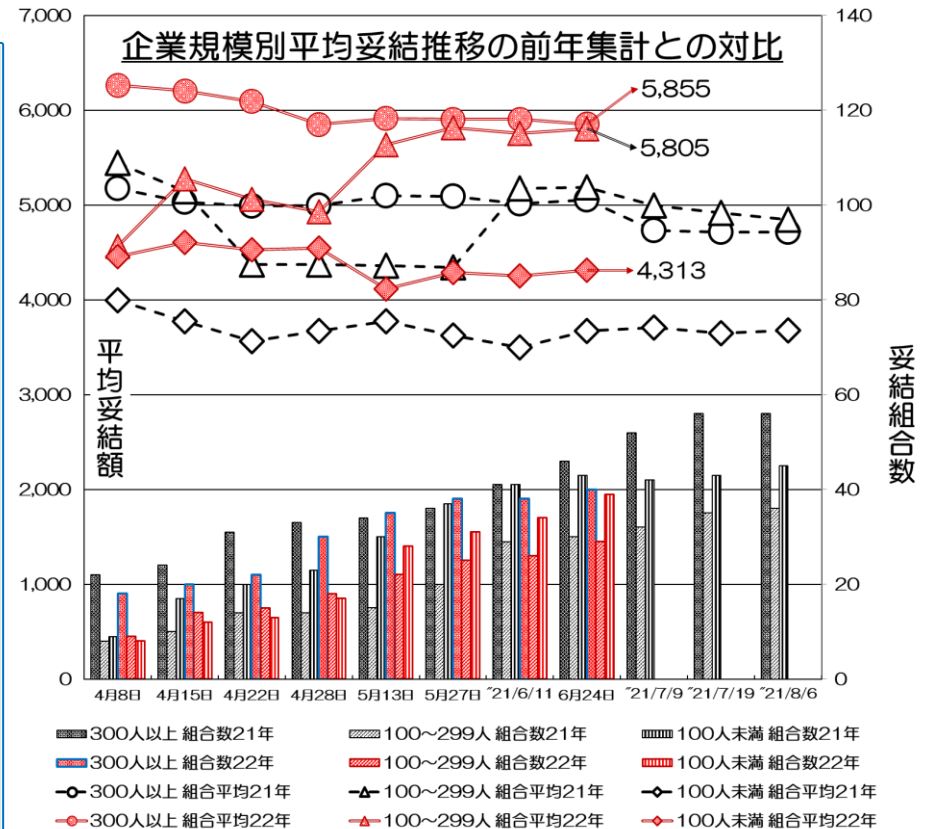 企業規模別平均妥結推移の前年集計との対比
7,000
6,000
5,000
4,000
3,000
2,000
1,000
0
平均妥結額
140
120
100
80
60
40
20
0
妥結組合数
5,855
5,805
4,313
4月8日 4月15日 4月22日 4月28日 5月13日 5月27日 ~21/6/11 6月24日 ~21/7/9 ~21/7/19 ~21/8/6
300人以上 組合数21年 100～299人 組合数21年 100人未満 組合数21年
300人以上 組合数22年 100～299人 組合数22年 100人未満 組合数22年
300人以上 組合平均21年 100～299人 組合平均21年 100人未満 組合平均21年
300人以上 組合平均22年 100～299人 組合平均22年 100人未満 組合平均22年